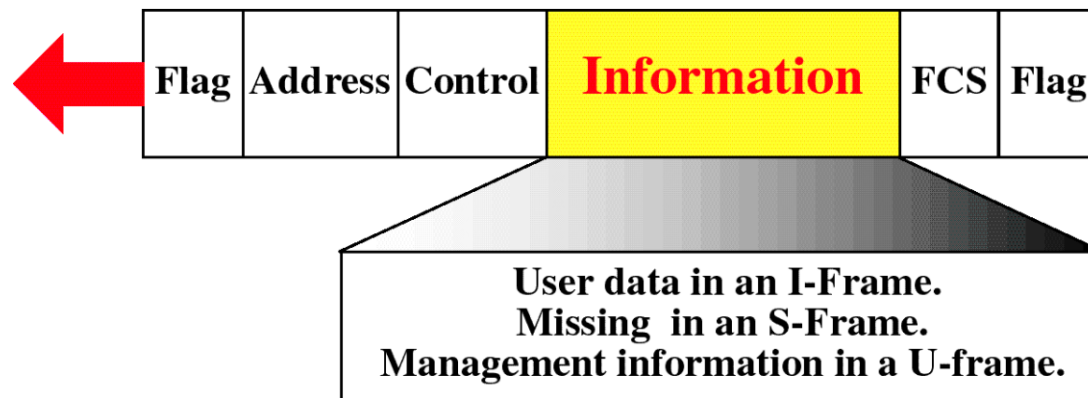 Flag Address Control Information FCS Flag
User data in an I-Frame.
Missing in an S-Frame.
Management information in a U-frame.